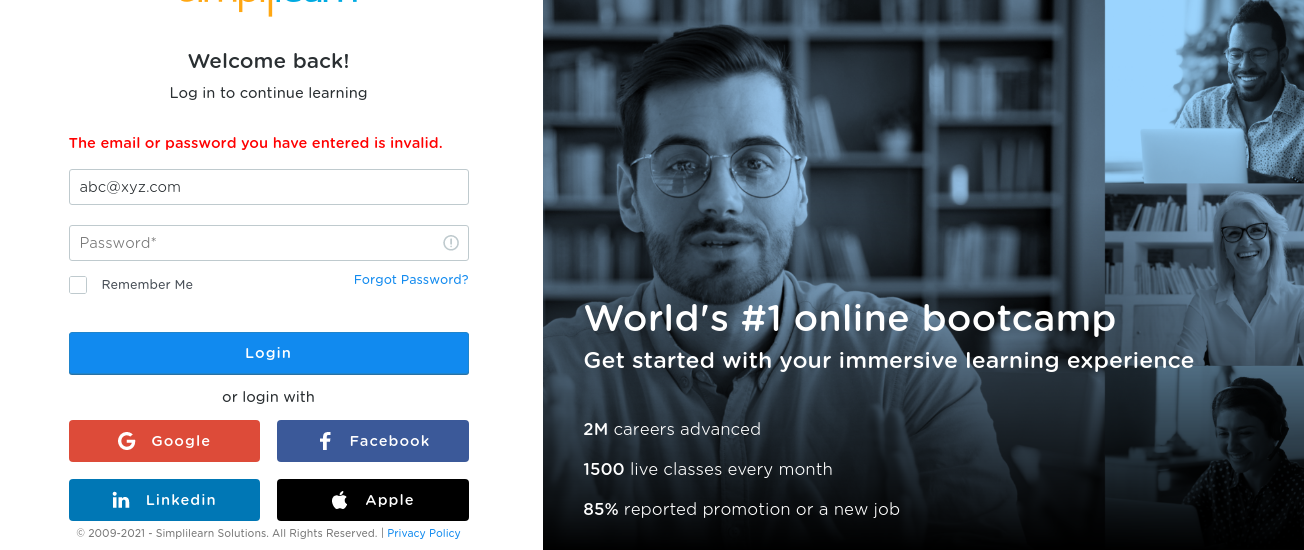 simplilearn
Welcome back!
Log in to continue learning
The email or password you have entered is invalid.
abc@xyz.com
Password*
Remember Me
Forgot Password?
Login
or login with
Google
Facebook
Linkedin
Apple
© 2009-2021 - Simplilearn Solutions. All Rights Reserved. | Privacy Policy
World's #1 online bootcamp
Get started with your immersive learning experience
2M careers advanced
1500 live classes every month
85% reported promotion or a new job